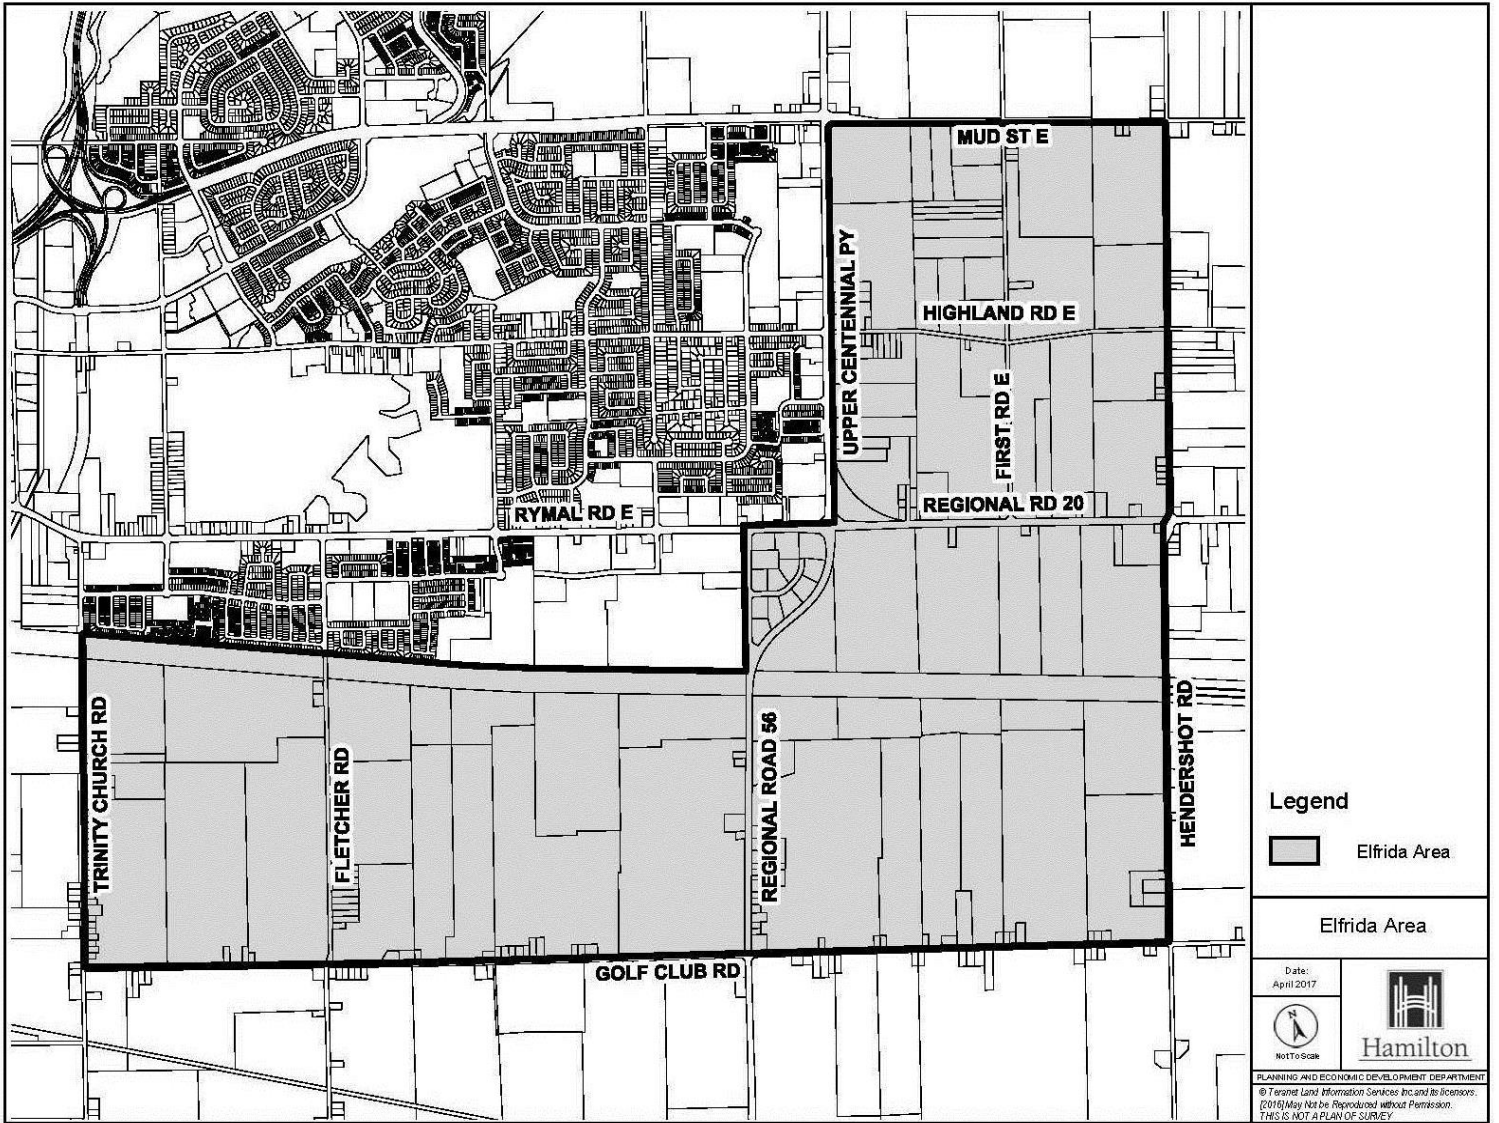 MUD ST E
UPPER CENTENNIAL PY
HIGHLAND RD E
FIRST RD E
REGIONAL RD 20
RYMAL RD E
TRINITY CHURCH RD
FLETCHER RD
REGIONAL ROAD 56
HENDERSHOT RD
GOLF CLUB RD
Legend
Elfrida Area
Elfrida Area
Date:
April 2017
N
Not To Scale
Hamilton
PLANNING AND ECONOMIC DEVELOPMENT DEPARTMENT
© Teranet Land Information Services Inc. and its licensors.
[2016] May Not be Reproduced without Permission.
THIS IS NOT A PLAN OF SURVEY